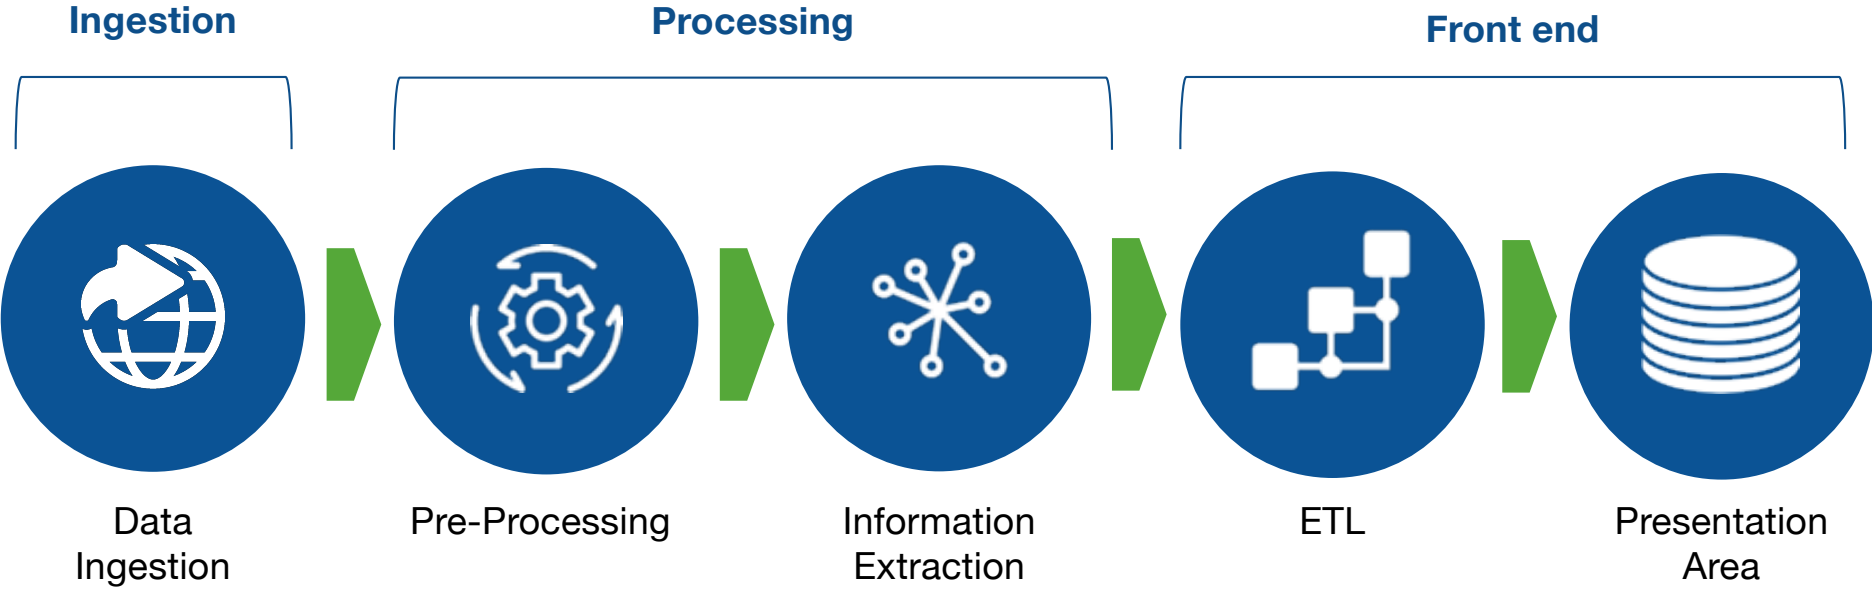 Ingestion
Processing
Front end
Data
Ingestion
Pre-Processing
Information
Extraction
ETL
Presentation
Area